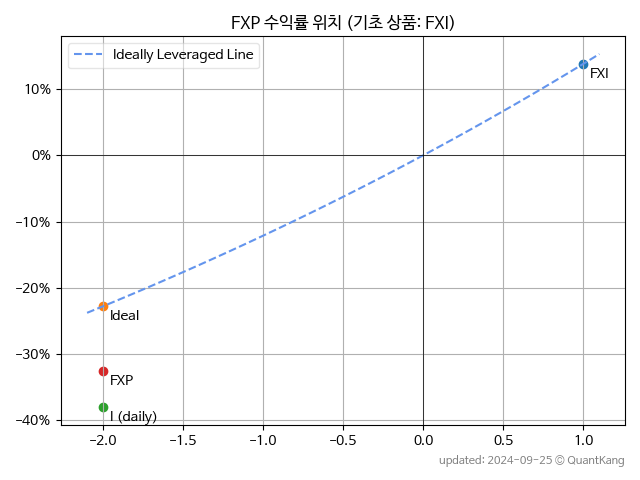 FXP 수익률 위치 (기초 상품: FXI)
Ideally Leveraged Line
10%
0%
-10%
-20%
-30%
-40%
FXI
Ideal
FXP
I (daily)
-2.0
-1.5
-1.0
-0.5
0.0
0.5
1.0
updated: 2024-09-25 © QuantKang